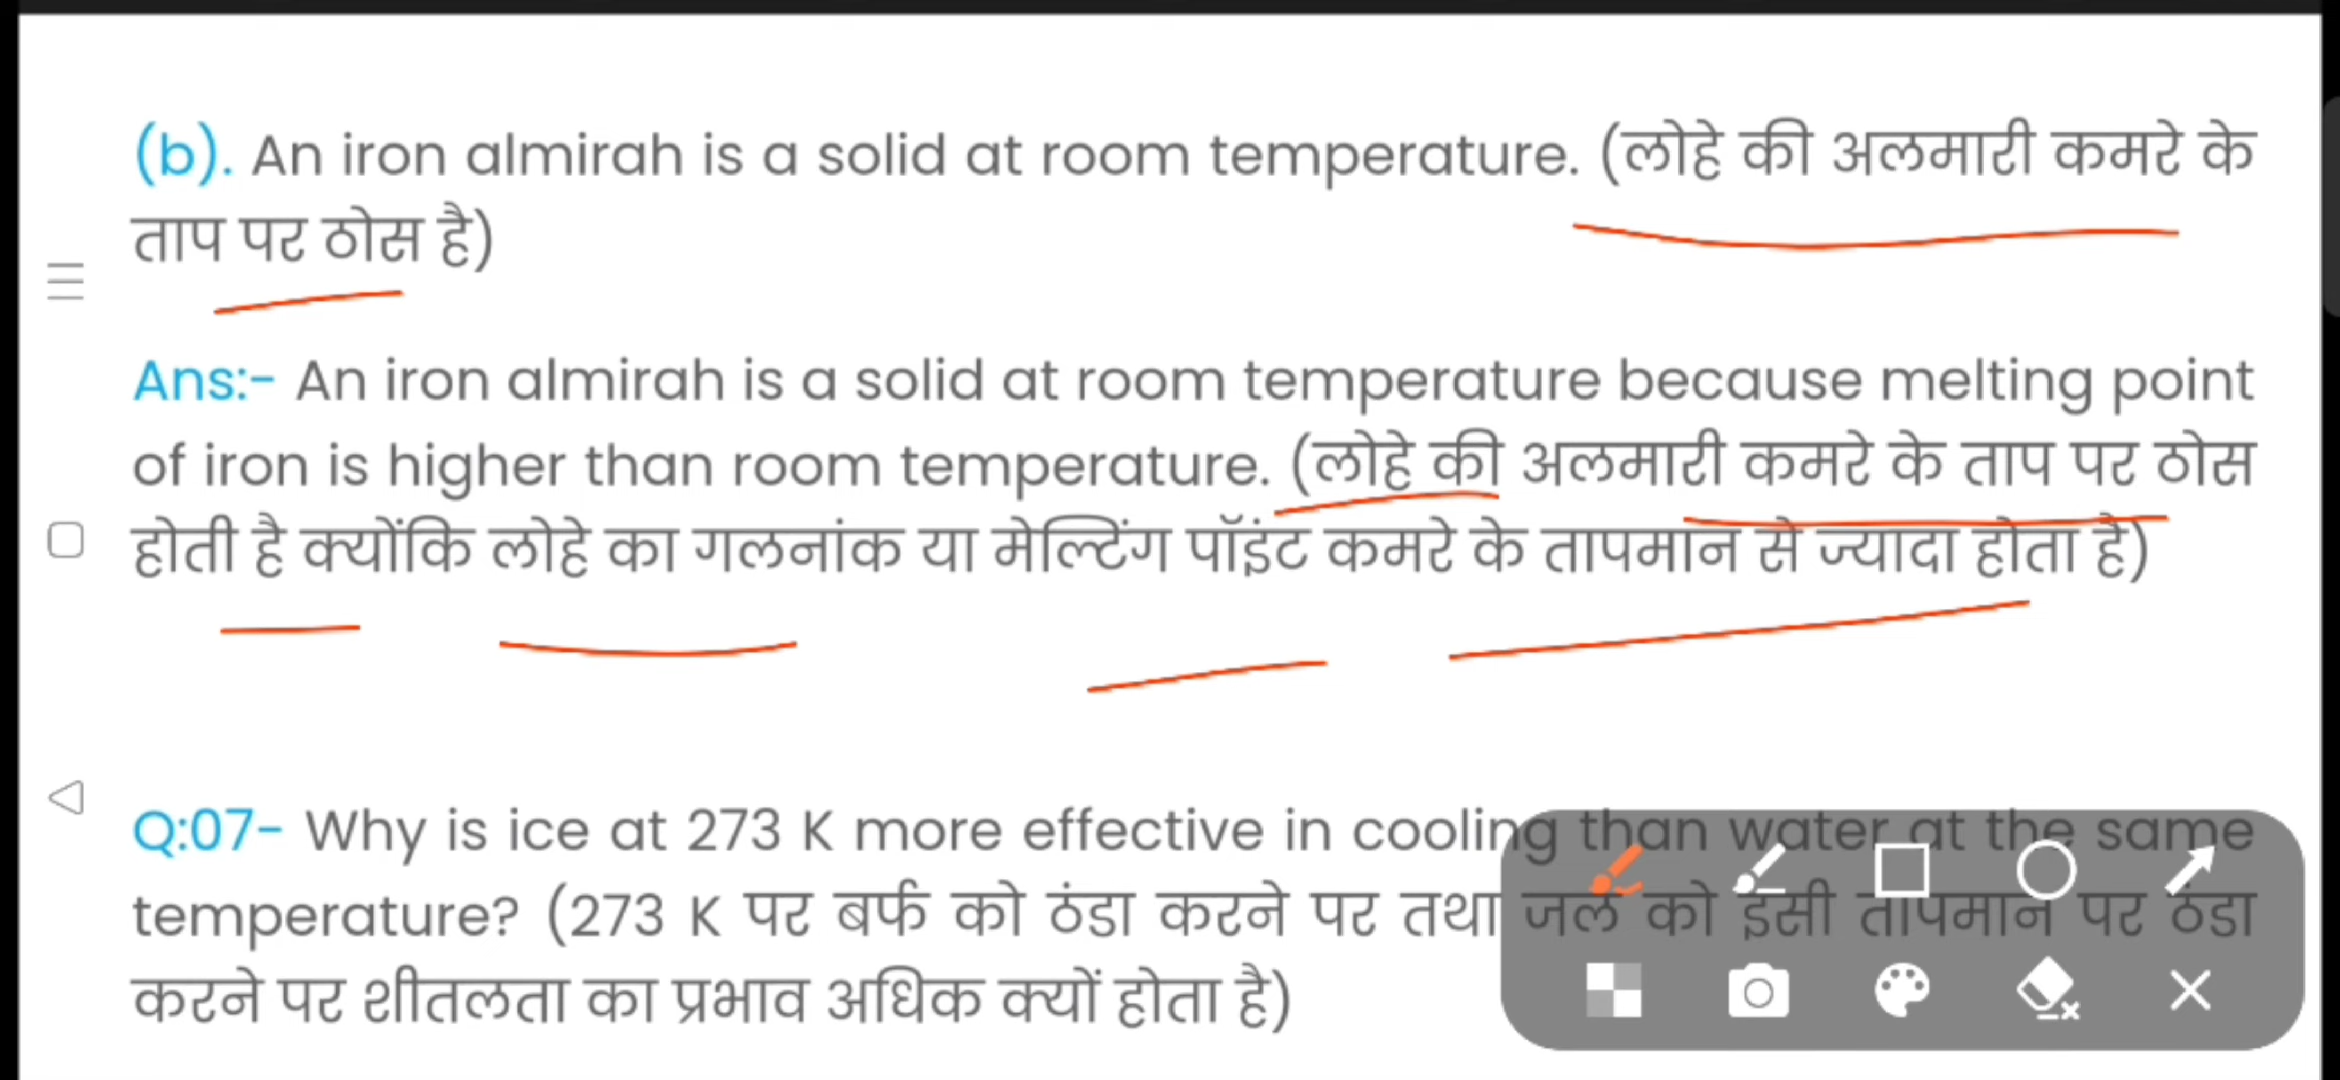 (b). An iron almirah is a solid at room temperature. (लोहे की अलमारी कमरे के
ताप पर ठोस है)
Ans:- An iron almirah is a solid at room temperature because melting point
of iron is higher than room temperature. (लोहे की अलमारी कमरे के ताप पर ठोस
होती है क्योंकि लोहे का गलनांक या मेल्टिंग पॉइंट कमरे के तापमान से ज्यादा होता है)
Q:07- Why is ice at 273 K more effective in cooling than water at the same
temperature? (273 K पर बर्फ को ठंडा करने पर तथा जल को इसी तापमान पर ठंडा
करने पर शीतलता का प्रभाव अधिक क्यों होता है)